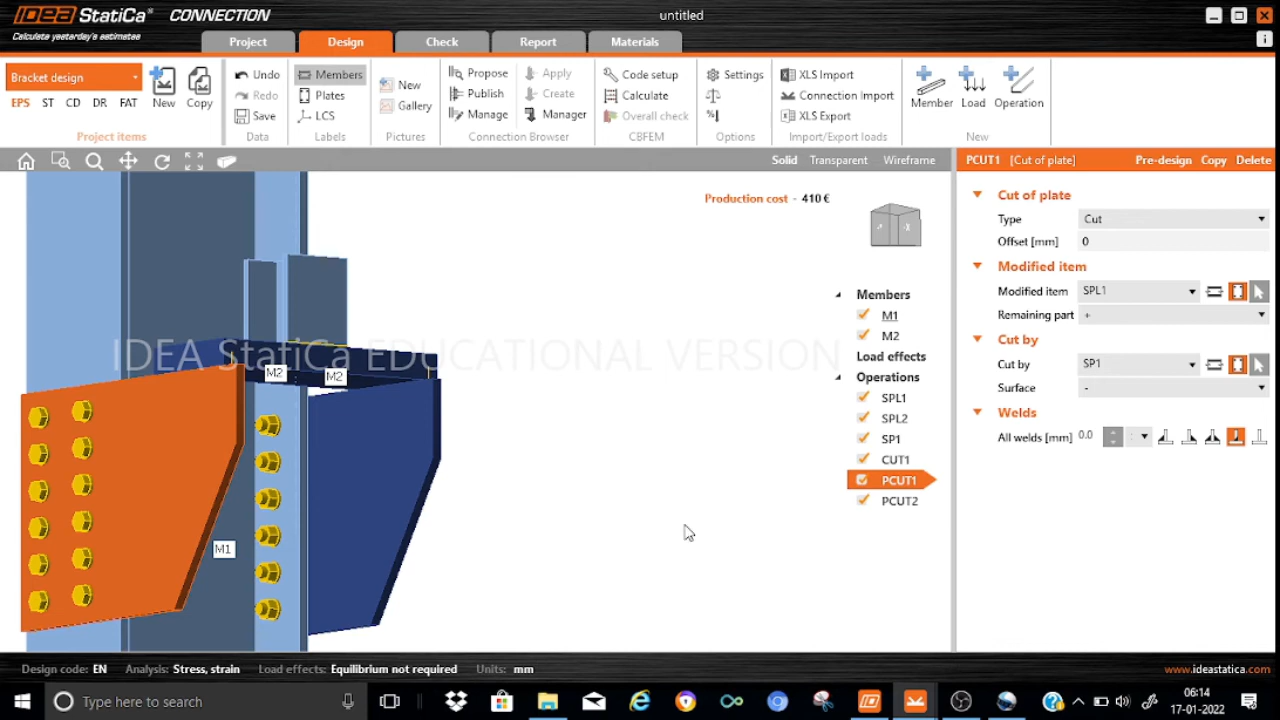 IDEA StatiCa® CONNECTION
Calculate yesterday's estimates
untitled
Project
Design
Check
Report
Materials
Bracket design
EPS ST CD DR FAT
New
Copy
Project items
Undo
Redo
Save
Data
Members
Plates
LCS
Labels
New
Gallery
Pictures
Propose
Publish
Manage
Apply
Create
Manager
Connection Browser
Code setup
Calculate
Overall check
CBFEM
Settings
Options
XLS Import
Connection Import
XLS Export
Import/Export loads
Member
Load
Operation
New
Solid Transparent Wireframe
PCUT1 [Cut of plate] Pre-design Copy Delete
Production cost - 410 €
IDEA StatiCa EDUCATIONAL VERSION
M2
M2
M1
Members
M1
M2
Load effects
Operations
SPL1
SPL2
SP1
CUT1
PCUT1
PCUT2
Cut of plate
Type Cut
Offset [mm] 0
Modified item
Modified item SPL1
Remaining part +
Cut by
Cut by SP1
Surface -
Welds
All welds [mm] 0.0
Design code: EN Analysis: Stress, strain Load effects: Equilibrium not required Units: mm
www.ideastatica.com
Type here to search
06:14
17-01-2022